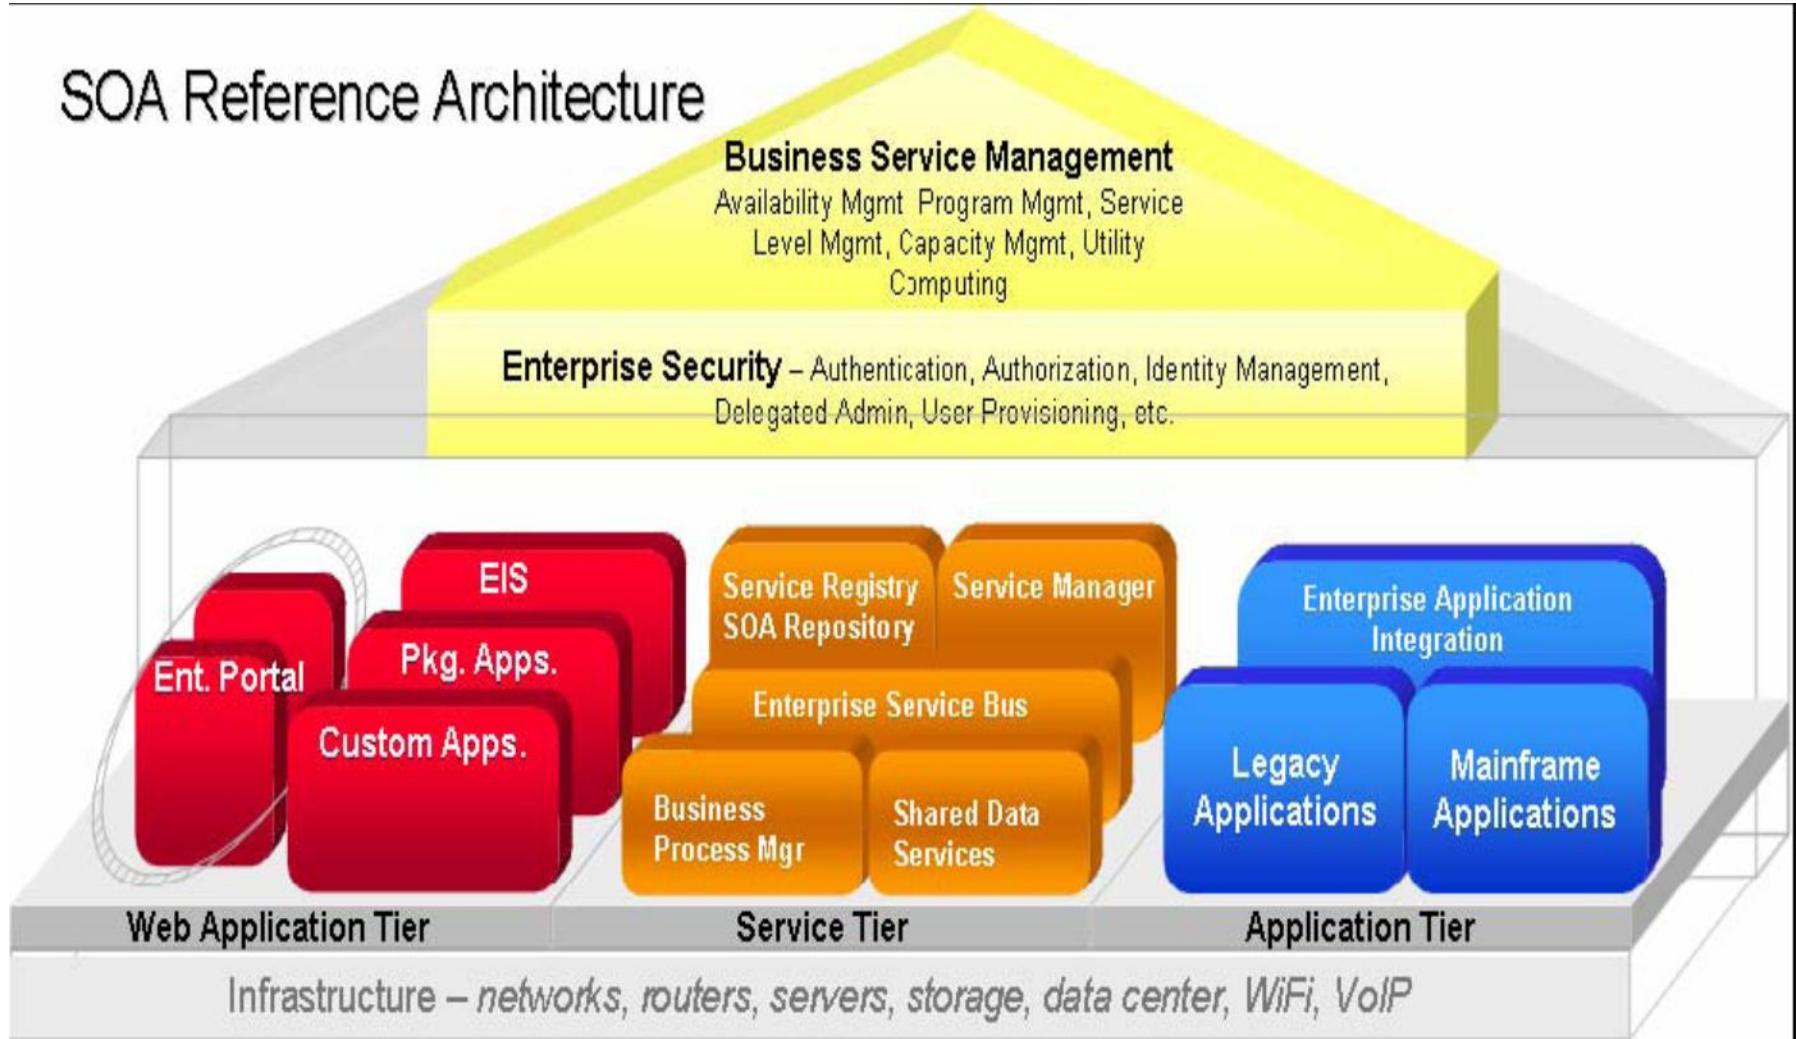 SOA Reference Architecture
Business Service Management
Availability Mgmt Program Mgmt, Service
Level Mgmt, Capacity Mgmt, Utility
Computing
Enterprise Security – Authentication, Authorization, Identity Management,
Delegated Admin, User Provisioning, etc.
Ent. Portal
EIS
Pkg. Apps.
Custom Apps.
Service Registry
SOA Repository
Service Manager
Enterprise Service Bus
Business
Process Mgr
Shared Data
Services
Enterprise Application
Integration
Legacy
Applications
Mainframe
Applications
Web Application Tier
Service Tier
Application Tier
Infrastructure – networks, routers, servers, storage, data center, WiFi, VoIP